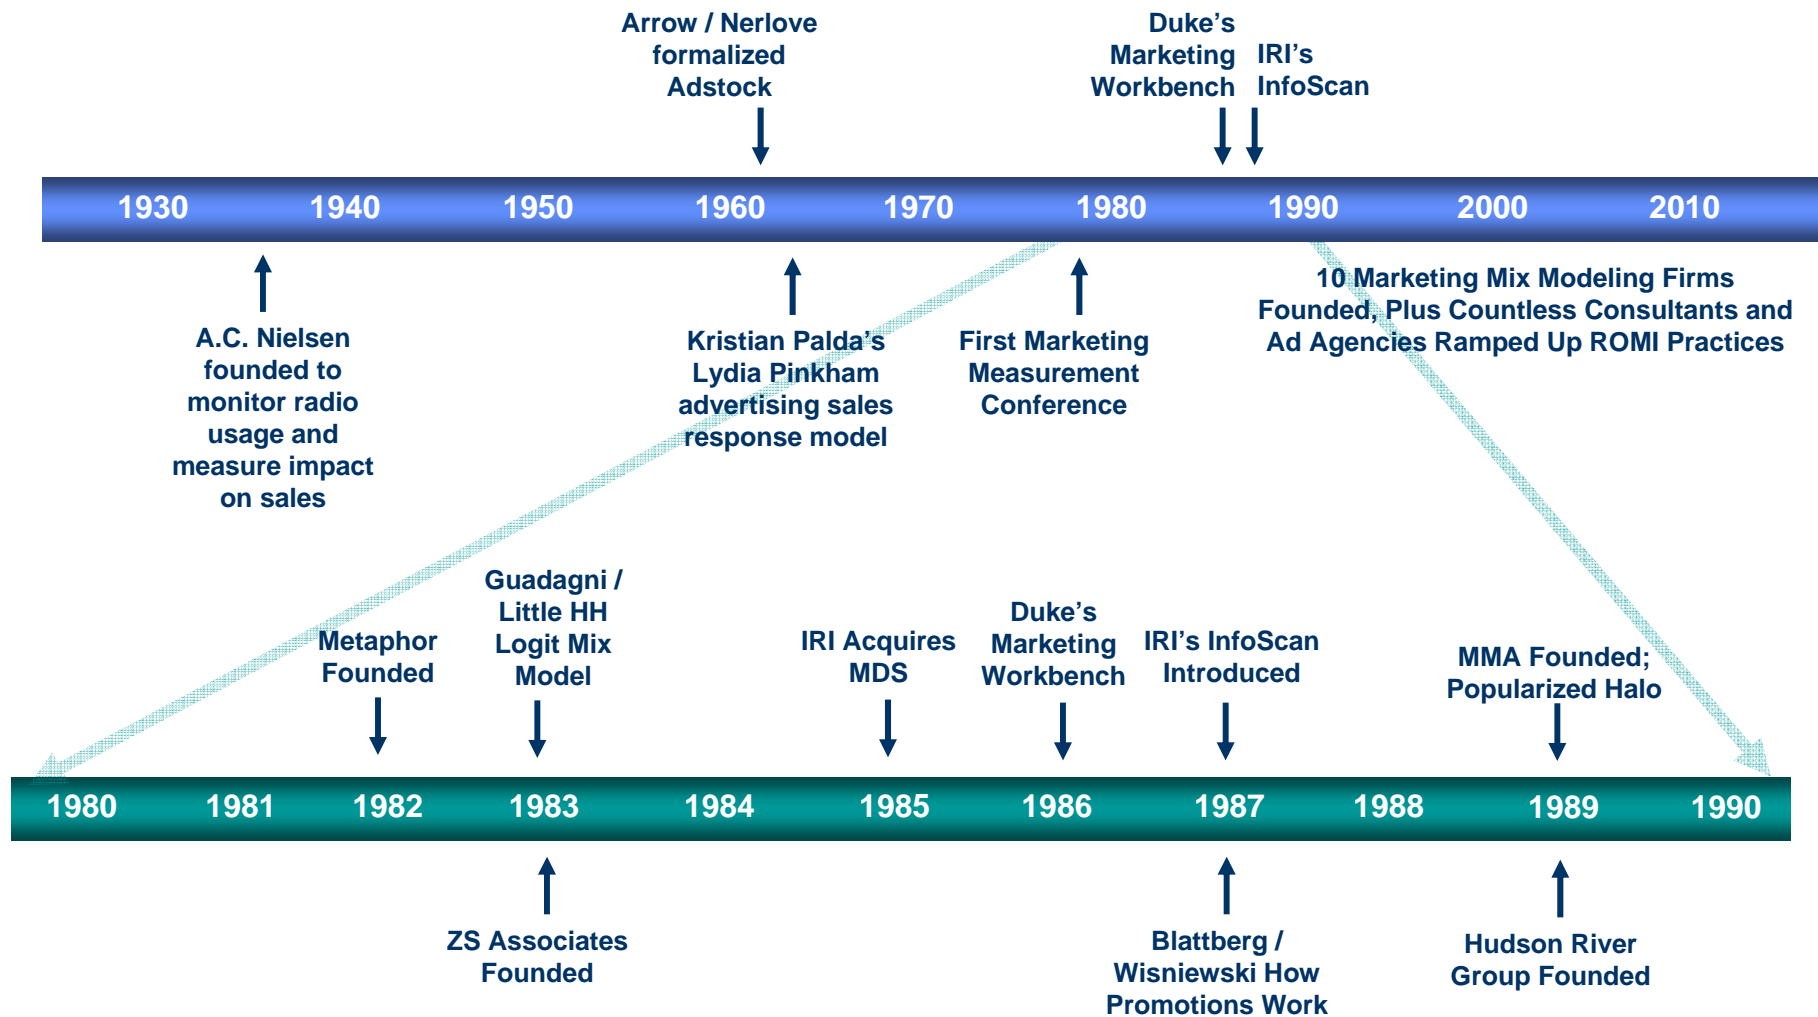 Arrow / Nerlove
formalized
Adstock
Duke’s
Marketing
Workbench
IRI’s
InfoScan
1930 1940 1950 1960 1970 1980 1990 2000 2010
A.C. Nielsen
founded to
monitor radio
usage and
measure impact
on sales
Kristian Palda’s
Lydia Pinkham
advertising sales
response model
First Marketing
Measurement
Conference
10 Marketing Mix Modeling Firms
Founded, Plus Countless Consultants and
Ad Agencies Ramped Up ROMI Practices
Metaphor
Founded
Guadagni /
Little HH
Logit Mix
Model
IRI Acquires
MDS
Duke’s
Marketing
Workbench
IRI’s InfoScan
Introduced
MMA Founded;
Popularized Halo
1980 1981 1982 1983 1984 1985 1986 1987 1988 1989 1990
ZS Associates
Founded
Blattberg /
Wisniewski How
Promotions Work
Hudson River
Group Founded